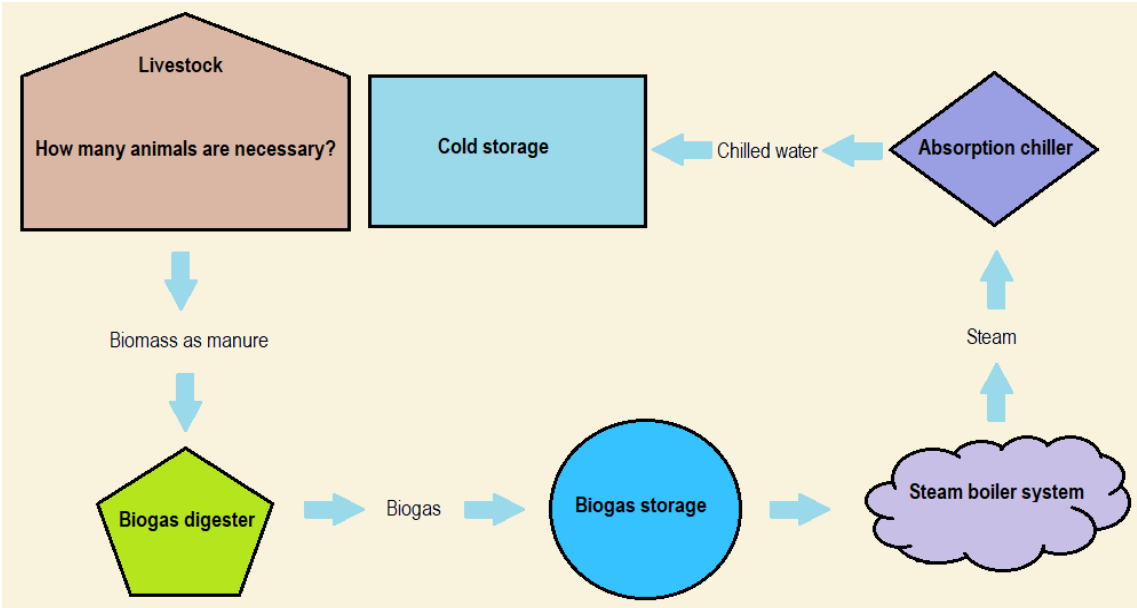 Livestock
How many animals are necessary?
Cold storage
Chilled water
Absorption chiller
Biomass as manure
Steam
Biogas digester
Biogas
Biogas storage
Steam boiler system